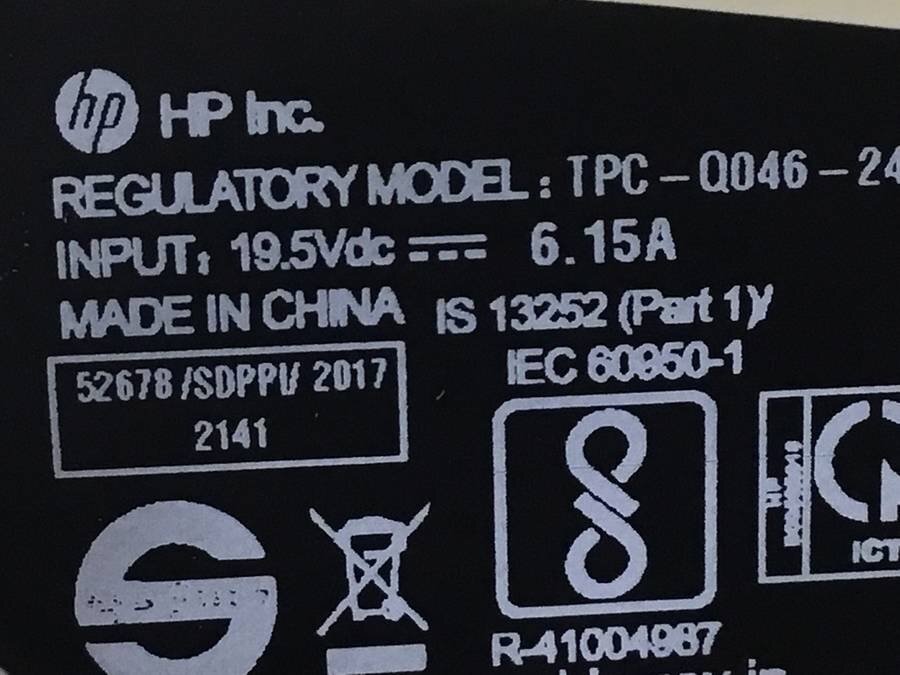 hp HP Inc.
REGULATORY MODEL : TPC-Q046-24
INPUT: 19.5Vdc 6.15A
MADE IN CHINA IS 13252 (Part 1)/
IEC 60950-1
52678/SDPPI/ 2017
2141
HP
ICT
R-41004987